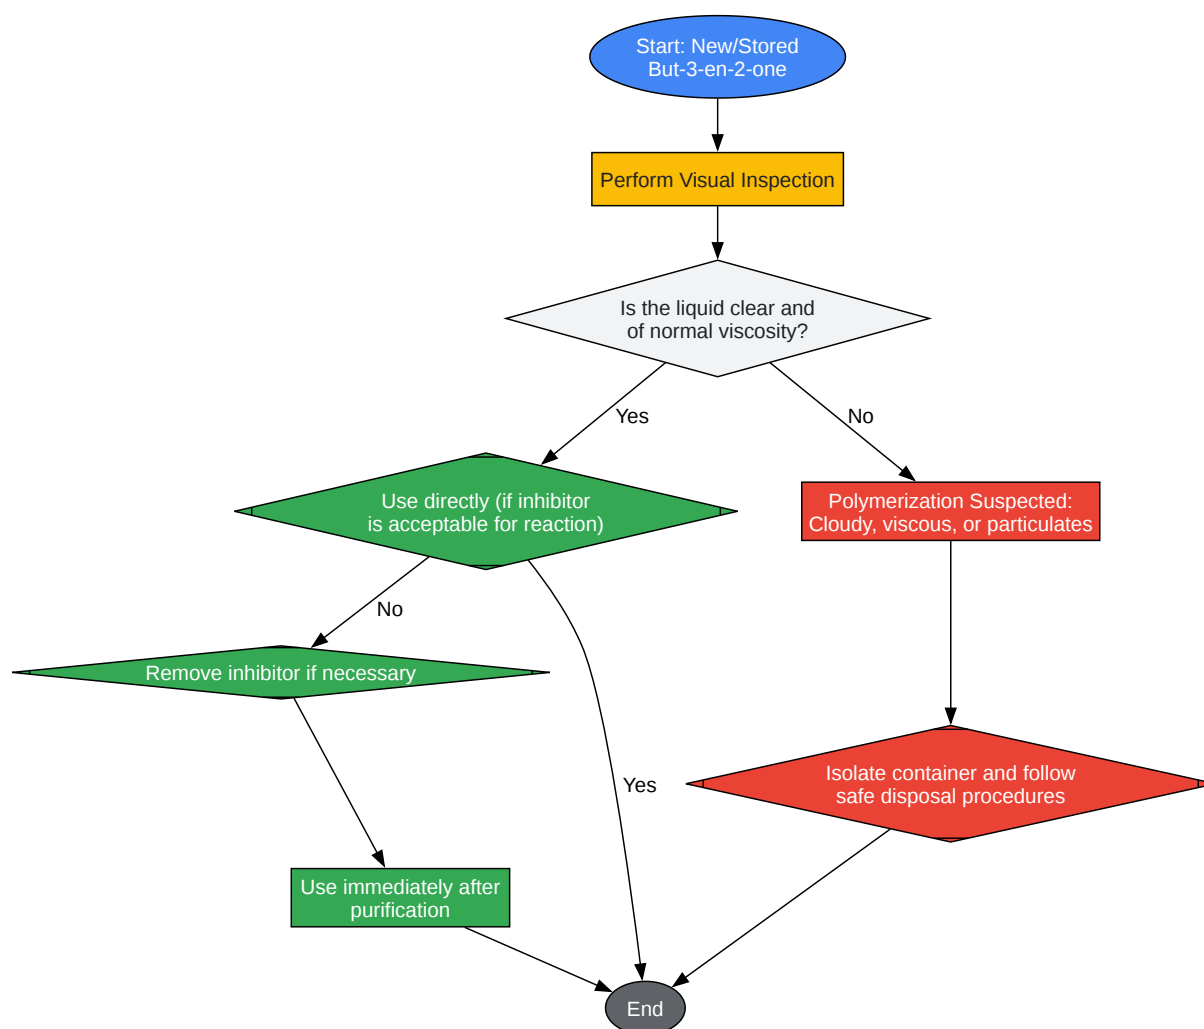 Start: New/Stored
But-3-en-2-one
Perform Visual Inspection
Is the liquid clear and
of normal viscosity?
Yes
No
Use directly (if inhibitor
is acceptable for reaction)
Polymerization Suspected:
Cloudy, viscous, or particulates
No
Remove inhibitor if necessary
Yes
Isolate container and follow
safe disposal procedures
Use immediately after
purification
End